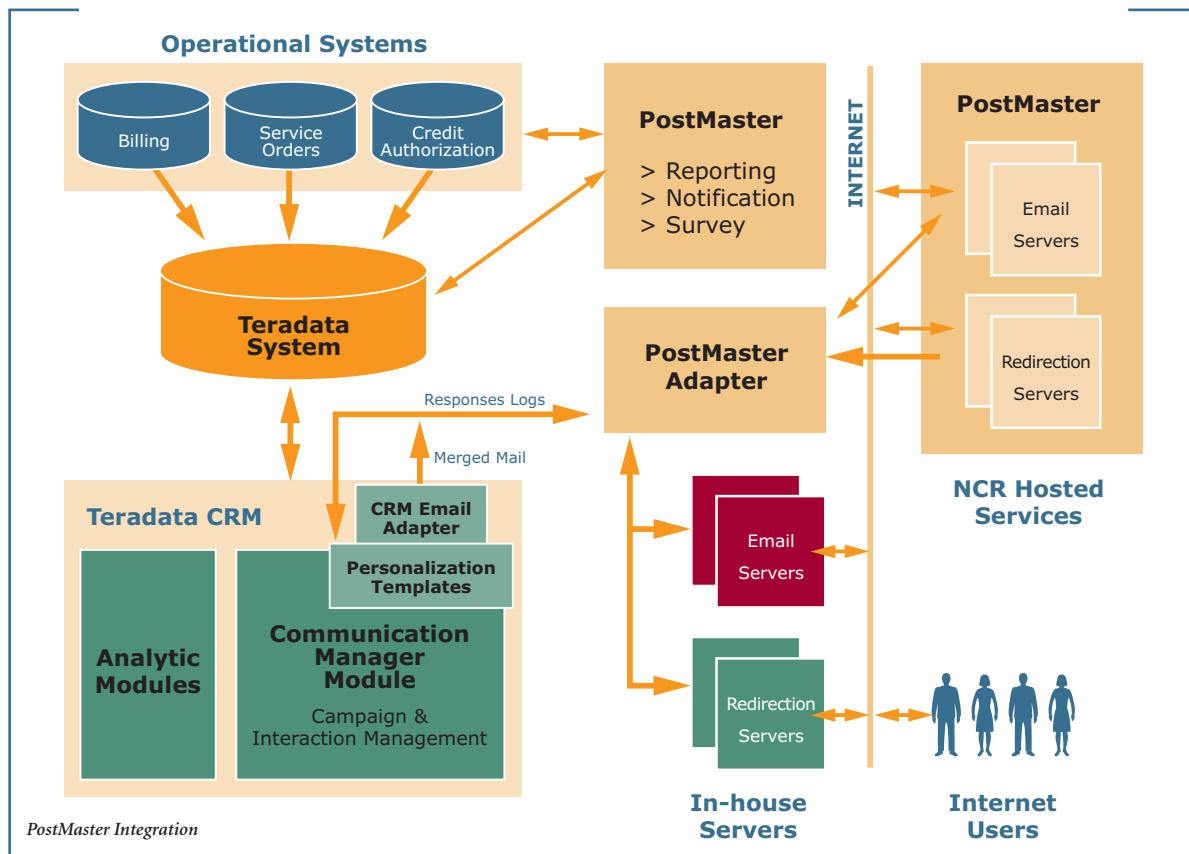 Operational Systems
Billing
Service
Orders
Credit
Authorization
PostMaster
> Reporting
> Notification
> Survey
INTERNET
PostMaster
Email
Servers
Redirection
Servers
NCR Hosted
Services
Teradata
System
PostMaster
Adapter
Responses Logs
Merged Mail
Teradata CRM
CRM Email
Adapter
Personalization
Templates
Analytic
Modules
Communication
Manager
Module
Campaign &
Interaction Management
Email
Servers
Redirection
Servers
In-house
Servers
Internet
Users
PostMaster Integration